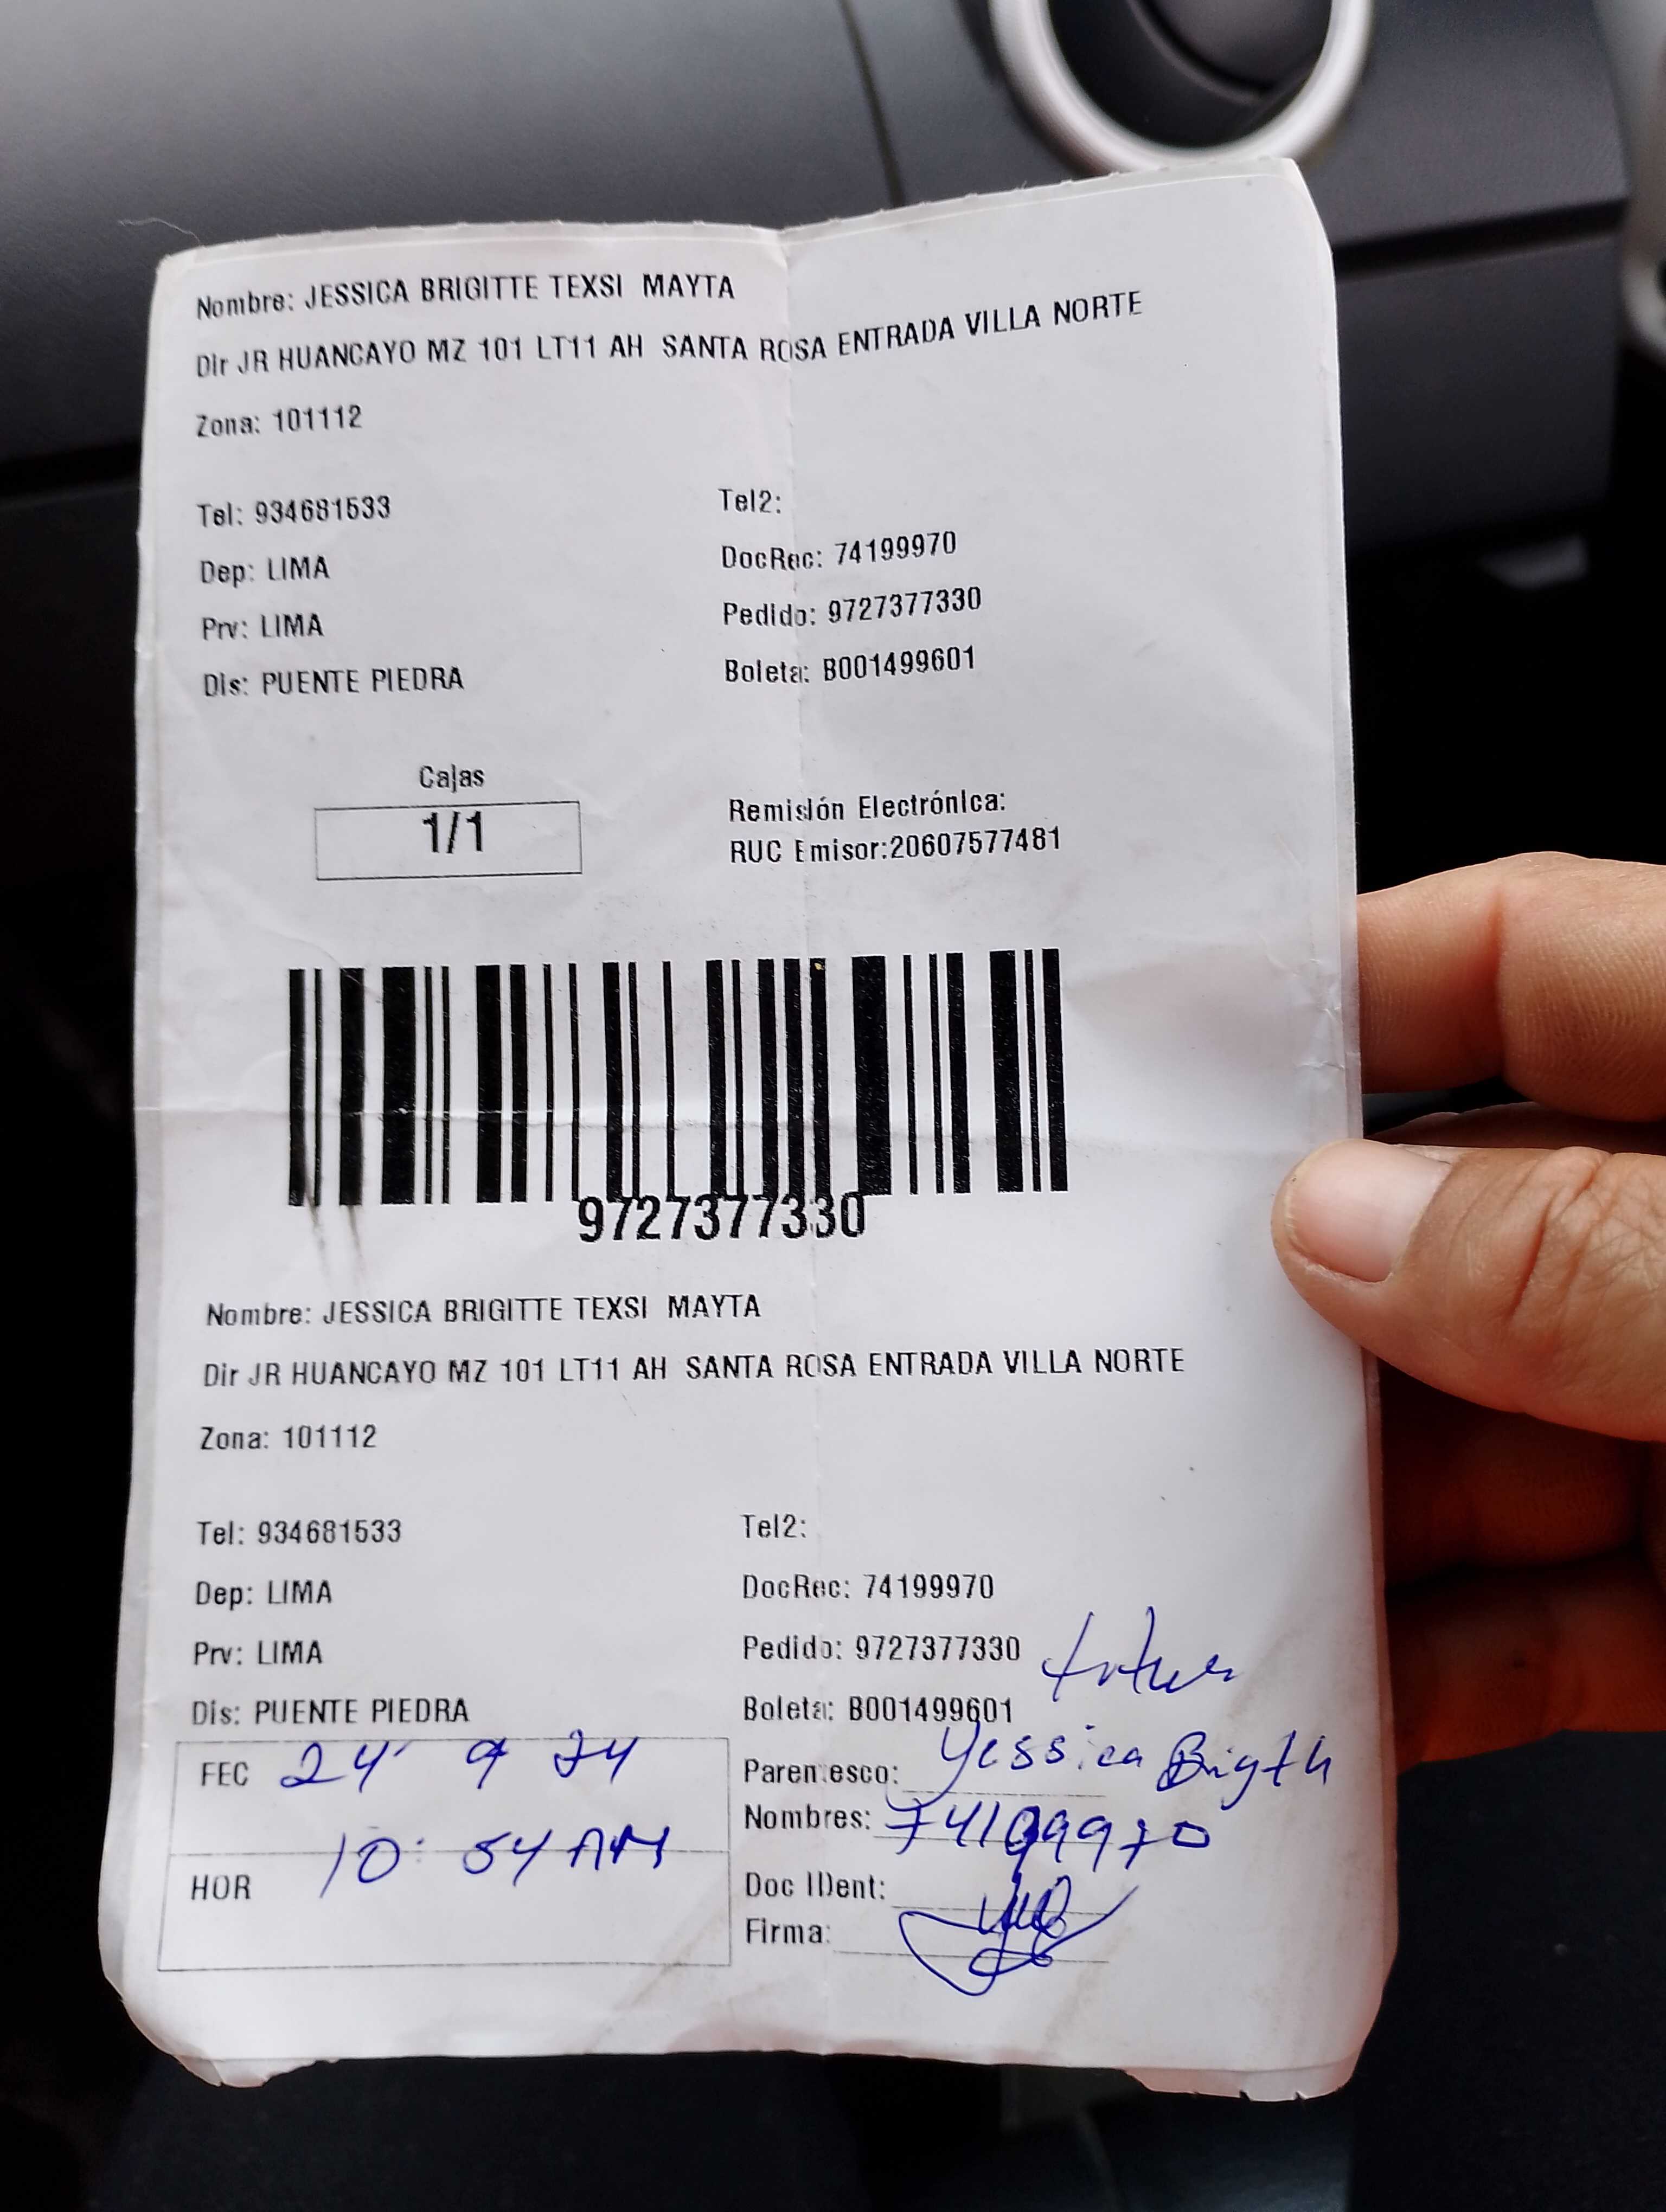 Nombre: JESSICA BRIGITTE TEXSI MAYTA
Dir JR HUANCAYO MZ 101 LT11 AH SANTA ROSA ENTRADA VILLA NORTE
Zona: 101112
Tel: 934681533 Tel2:
Dep: LIMA DocRec: 74199970
Prv: LIMA Pedido: 9727377330
Dis: PUENTE PIEDRA Boleta: B001499601
Cajas
1/1
Remisión Electrónica:
RUC Emisor:20607577481
9727377330
Nombre: JESSICA BRIGITTE TEXSI MAYTA
Dir JR HUANCAYO MZ 101 LT11 AH SANTA ROSA ENTRADA VILLA NORTE
Zona: 101112
Tel: 934681533 Tel2:
Dep: LIMA DocRec: 74199970
Prv: LIMA Pedido: 9727377330
Dis: PUENTE PIEDRA Boleta: B001499601
FEC 24 9 24 Parentesco: Yessica Brigth
10:54 AM Nombres: 74199970
HOR Doc IDent:
Firma: